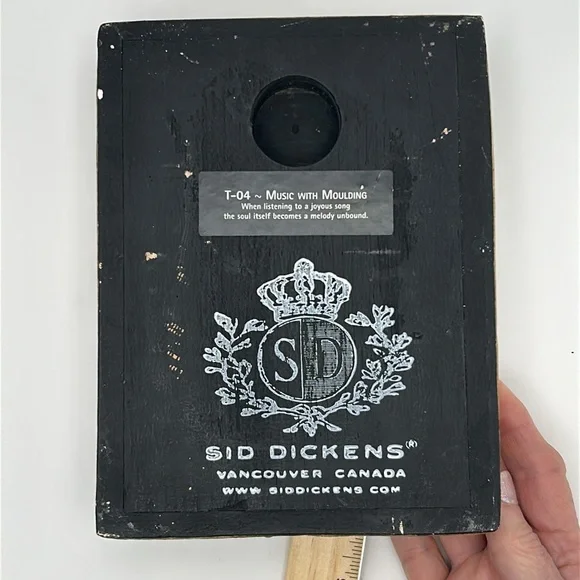 T-04 ~ Music with Moulding
When listening to a joyous song
the soul itself becomes a melody unbound.
SD
SID DICKENS(R)
VANCOUVER CANADA
WWW SIDDICKENS COM